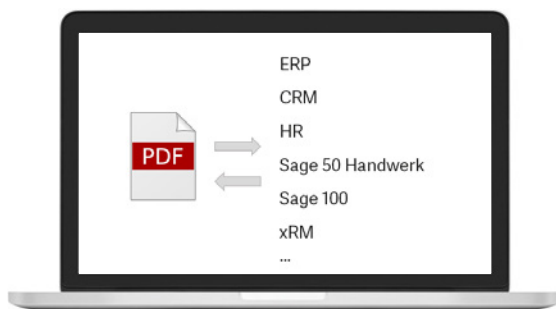 ERP
CRM
HR
PDF
Sage 50 Handwerk
Sage 100
xRM
...